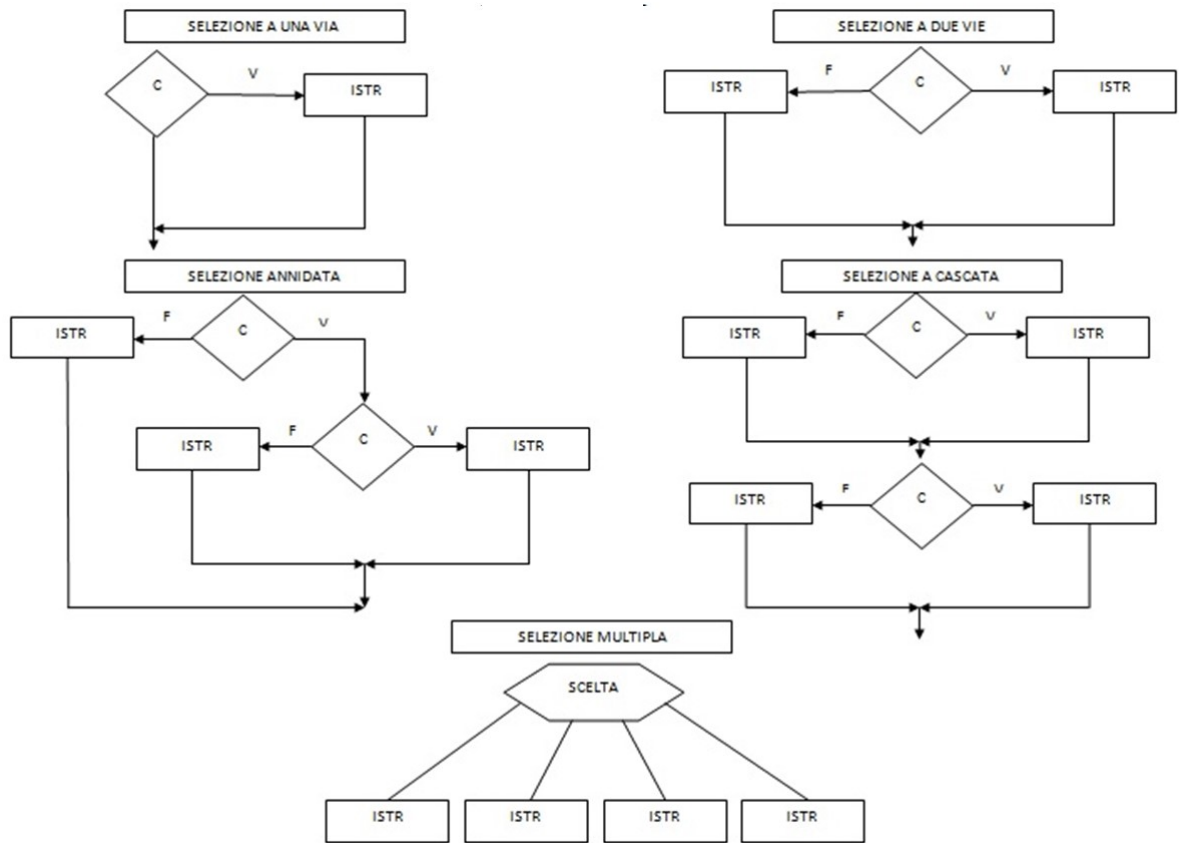 SELEZIONE A UNA VIA
C
V
ISTR
SELEZIONE A DUE VIE
ISTR
F
C
V
ISTR
SELEZIONE ANNIDATA
ISTR
F
C
V
ISTR
F
C
V
ISTR
SELEZIONE A CASCATA
ISTR
F
C
V
ISTR
ISTR
F
C
V
ISTR
SELEZIONE MULTIPLA
SCELTA
ISTR
ISTR
ISTR
ISTR